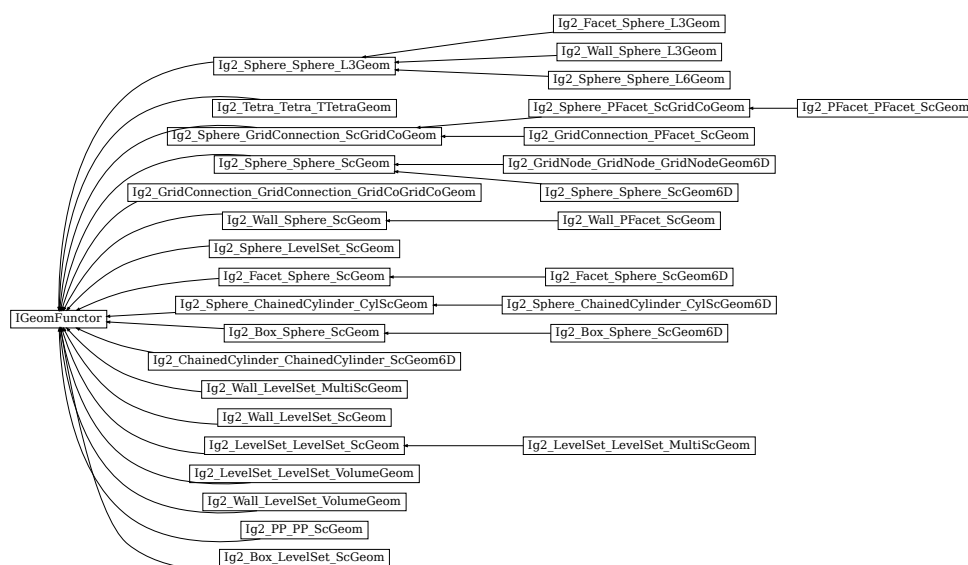 Ig2_Facet_Sphere_L3Geom
Ig2_Wall_Sphere_L3Geom
Ig2_Sphere_Sphere_L3Geom
Ig2_Sphere_Sphere_L6Geom
Ig2_Tetra_Tetra_TTetraGeom
Ig2_Sphere_PFacet_ScGridCoGeom
Ig2_PFacet_PFacet_ScGeom
Ig2_Sphere_GridConnection_ScGridCoGeom
Ig2_GridConnection_PFacet_ScGeom
Ig2_Sphere_Sphere_ScGeom
Ig2_GridNode_GridNode_GridNodeGeom6D
Ig2_Sphere_Sphere_ScGeom6D
Ig2_GridConnection_GridConnection_GridCoGridCoGeom
Ig2_Wall_Sphere_ScGeom
Ig2_Wall_PFacet_ScGeom
Ig2_Sphere_LevelSet_ScGeom
Ig2_Facet_Sphere_ScGeom
Ig2_Facet_Sphere_ScGeom6D
Ig2_Sphere_ChainedCylinder_CylScGeom
Ig2_Sphere_ChainedCylinder_CylScGeom6D
IGeomFunctor
Ig2_Box_Sphere_ScGeom
Ig2_Box_Sphere_ScGeom6D
Ig2_ChainedCylinder_ChainedCylinder_ScGeom6D
Ig2_Wall_LevelSet_MultiScGeom
Ig2_Wall_LevelSet_ScGeom
Ig2_LevelSet_LevelSet_ScGeom
Ig2_LevelSet_LevelSet_MultiScGeom
Ig2_LevelSet_LevelSet_VolumeGeom
Ig2_Wall_LevelSet_VolumeGeom
Ig2_PP_PP_ScGeom
Ig2_Box_LevelSet_ScGeom